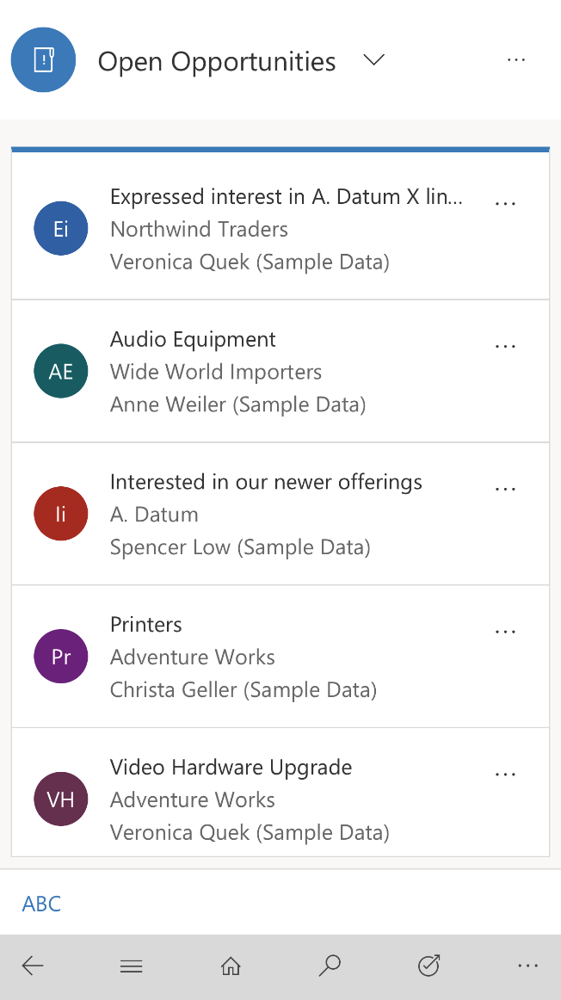 Open Opportunities
...
Ei
Expressed interest in A. Datum X lin...
...
Northwind Traders
Veronica Quek (Sample Data)
AE
Audio Equipment
...
Wide World Importers
Anne Weiler (Sample Data)
Ii
Interested in our newer offerings
...
A. Datum
Spencer Low (Sample Data)
Pr
Printers
...
Adventure Works
Christa Geller (Sample Data)
VH
Video Hardware Upgrade
...
Adventure Works
Veronica Quek (Sample Data)
ABC
...